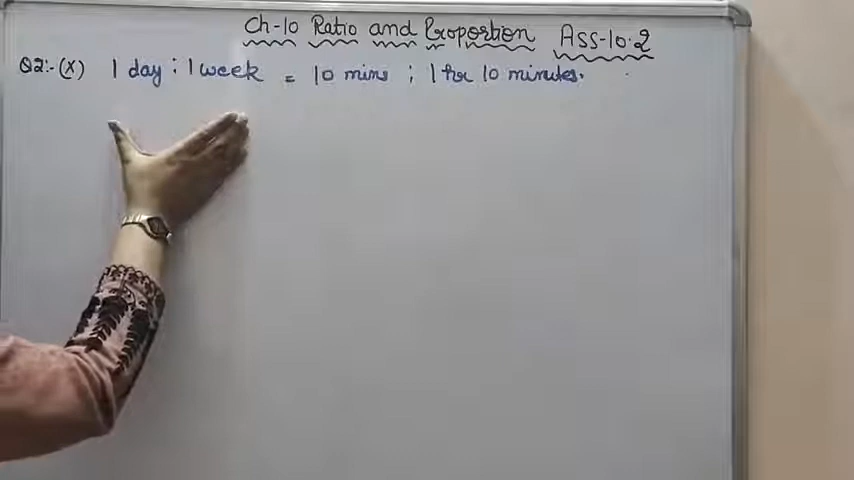 Ch-10 Ratio and Proportion Ass-10.2
Q2:-(x) 1 day : 1 week = 10 mins : 1 hr 10 minutes.